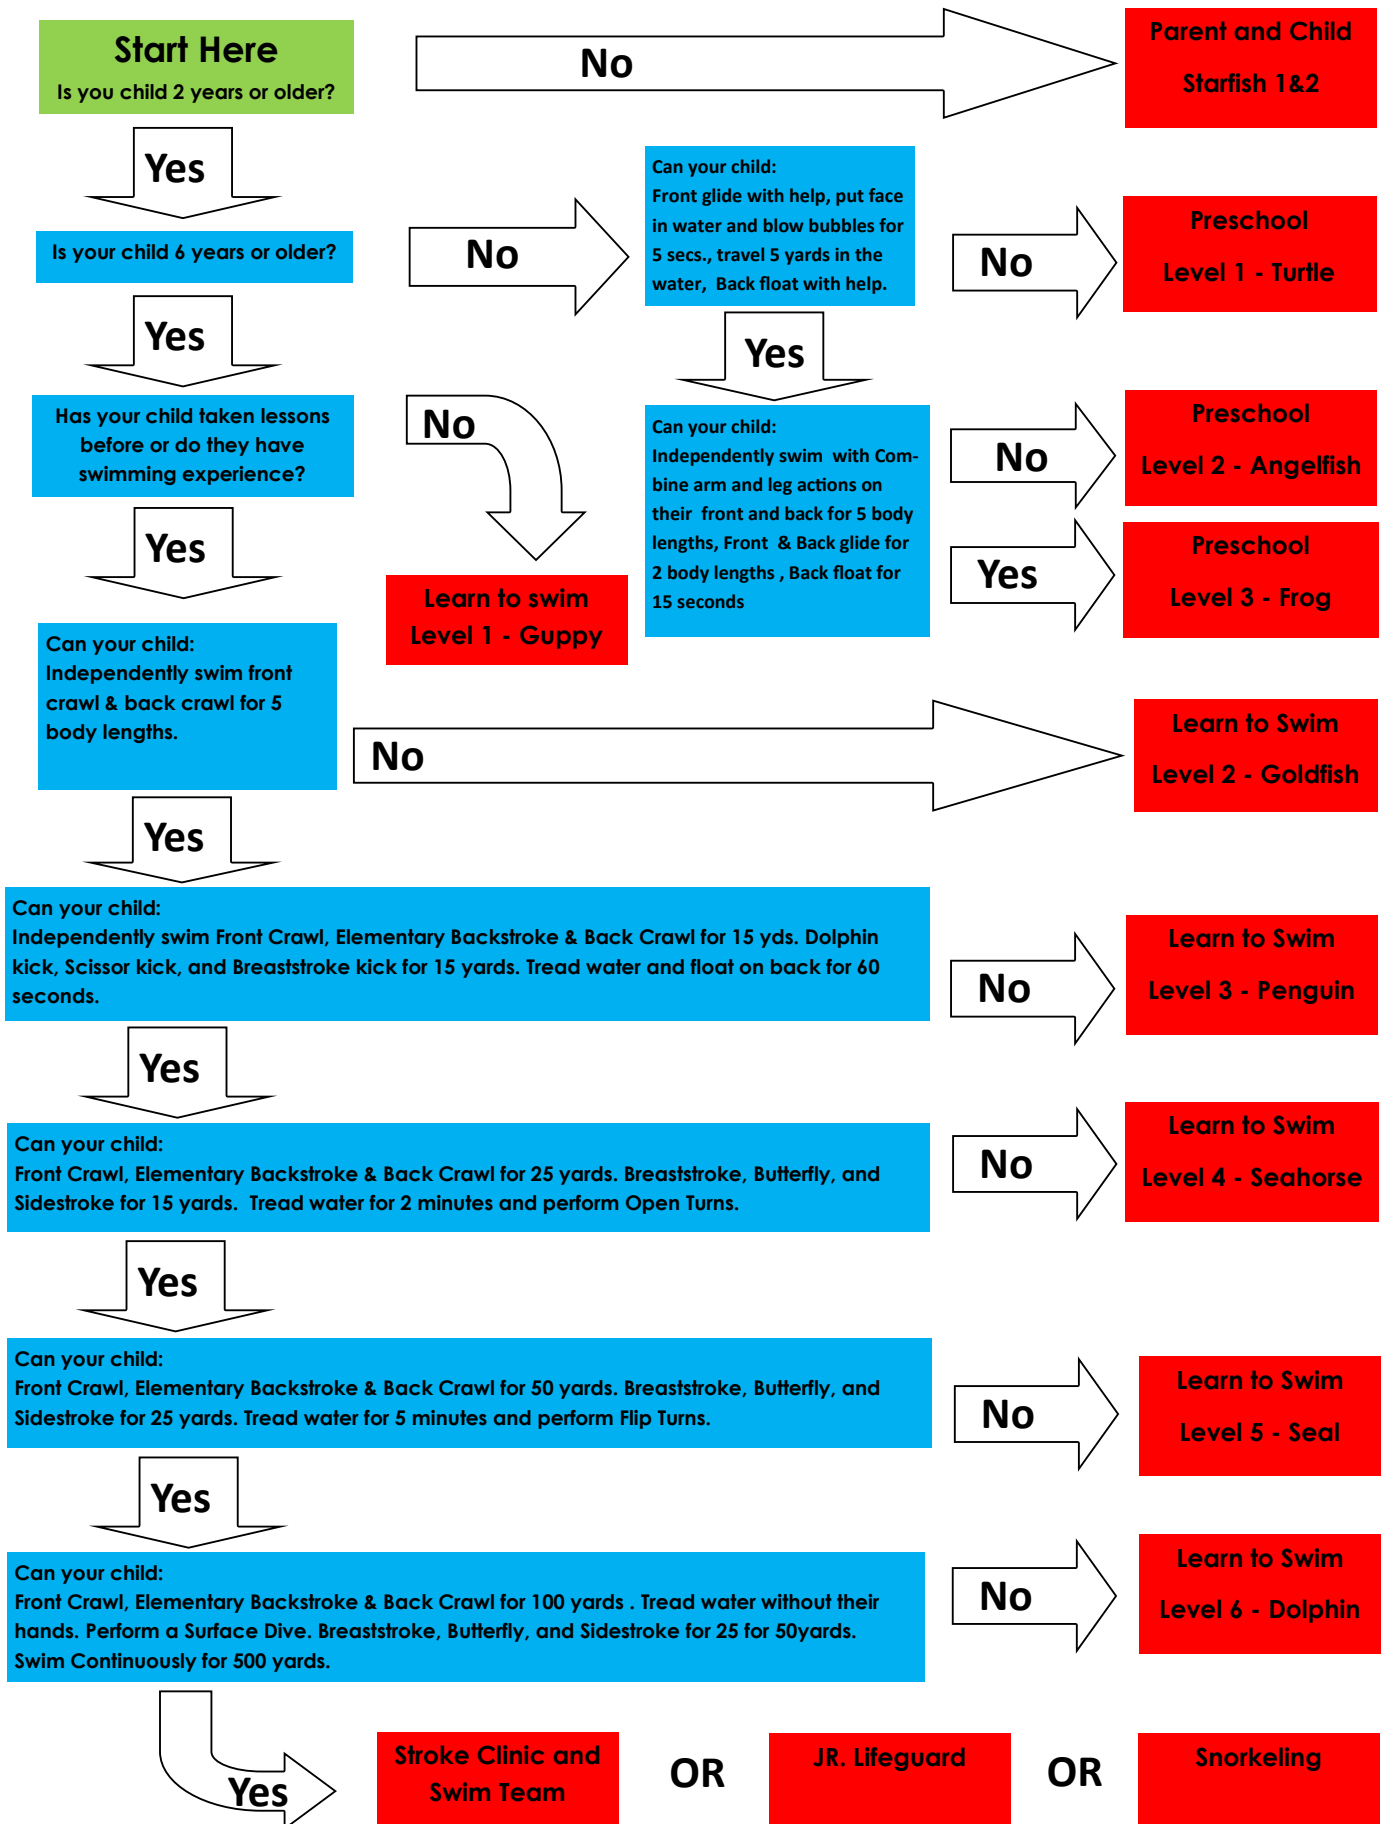 Start Here
Is you child 2 years or older?
No
Parent and Child
Starfish 1&2
Yes
Is your child 6 years or older?
No
Can your child:
Front glide with help, put face
in water and blow bubbles for
5 secs., travel 5 yards in the
water, Back float with help.
No
Preschool
Level 1 - Turtle
Yes
Yes
Has your child taken lessons
before or do they have
swimming experience?
No
Can your child:
Independently swim with Com-
bine arm and leg actions on
their front and back for 5 body
lengths, Front & Back glide for
2 body lengths , Back float for
15 seconds
No
Preschool
Level 2 - Angelfish
Yes
Preschool
Level 3 - Frog
Yes
Learn to swim
Level 1 - Guppy
Can your child:
Independently swim front
crawl & back crawl for 5
body lengths.
No
Learn to Swim
Level 2 - Goldfish
Yes
Can your child:
Independently swim Front Crawl, Elementary Backstroke & Back Crawl for 15 yds. Dolphin
kick, Scissor kick, and Breaststroke kick for 15 yards. Tread water and float on back for 60
seconds.
No
Learn to Swim
Level 3 - Penguin
Yes
Can your child:
Front Crawl, Elementary Backstroke & Back Crawl for 25 yards. Breaststroke, Butterfly, and
Sidestroke for 15 yards. Tread water for 2 minutes and perform Open Turns.
No
Learn to Swim
Level 4 - Seahorse
Yes
Can your child:
Front Crawl, Elementary Backstroke & Back Crawl for 50 yards. Breaststroke, Butterfly, and
Sidestroke for 25 yards. Tread water for 5 minutes and perform Flip Turns.
No
Learn to Swim
Level 5 - Seal
Yes
Can your child:
Front Crawl, Elementary Backstroke & Back Crawl for 100 yards . Tread water without their
hands. Perform a Surface Dive. Breaststroke, Butterfly, and Sidestroke for 25 for 50yards.
Swim Continuously for 500 yards.
No
Learn to Swim
Level 6 - Dolphin
Yes
Stroke Clinic and
Swim Team
OR
JR. Lifeguard
OR
Snorkeling